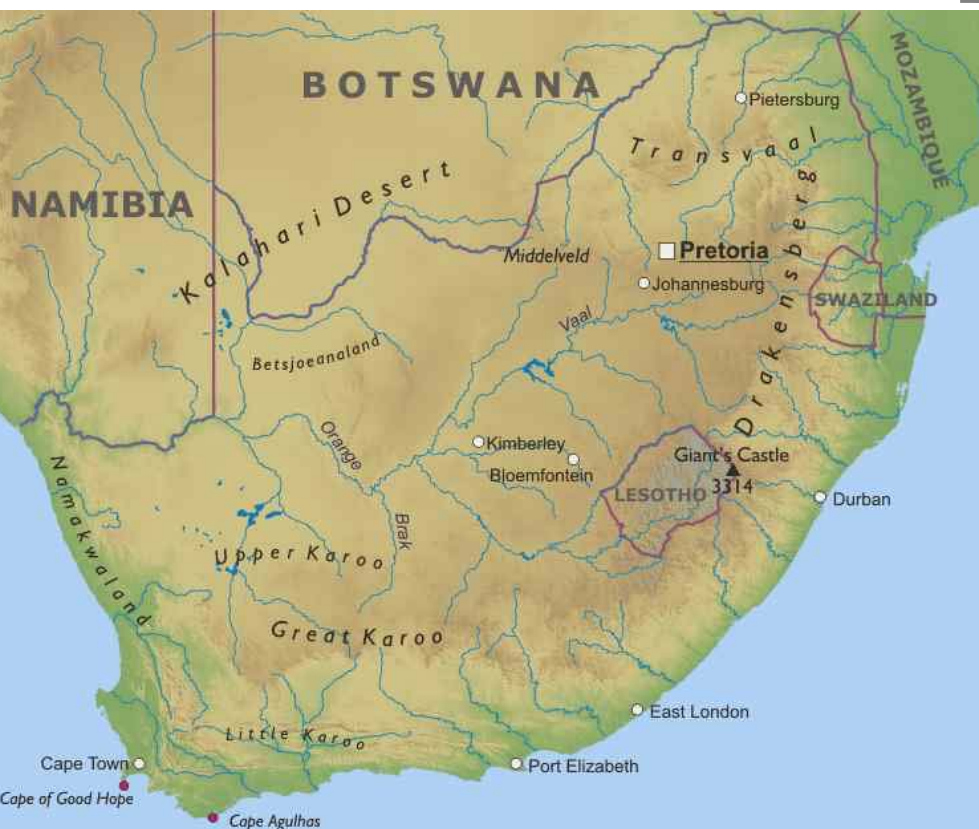 BOTSWANA
MOZAMBIQUE
Pietersburg
Transvaal
NAMIBIA
Kalahari Desert
Drakensberg
Middelveld
Pretoria
Johannesburg
SWAZILAND
Vaal
Betsjoeanaland
Orange
Kimberley
Bloemfontein
Giant's Castle
3314
LESOTHO
Durban
Namakwaland
Brak
Upper Karoo
Great Karoo
East London
Little Karoo
Cape Town
Port Elizabeth
Cape of Good Hope
Cape Agulhas